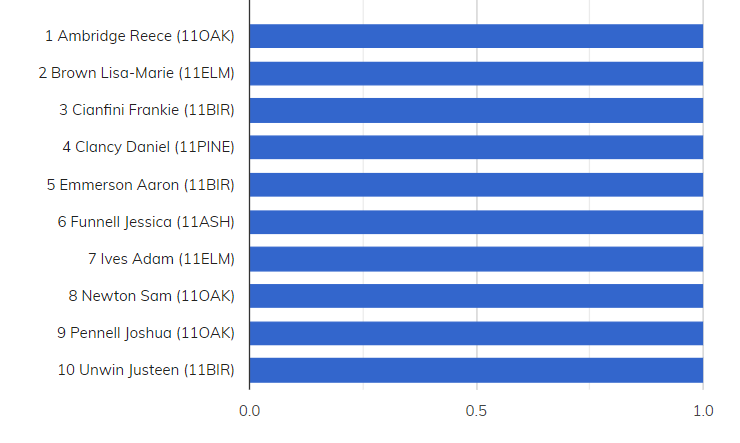 1 Ambridge Reece (11OAK)
2 Brown Lisa-Marie (11ELM)
3 Cianfini Frankie (11BIR)
4 Clancy Daniel (11PINE)
5 Emmerson Aaron (11BIR)
6 Funnell Jessica (11ASH)
7 Ives Adam (11ELM)
8 Newton Sam (11OAK)
9 Pennell Joshua (11OAK)
10 Unwin Justeen (11BIR)
0.0 0.5 1.0